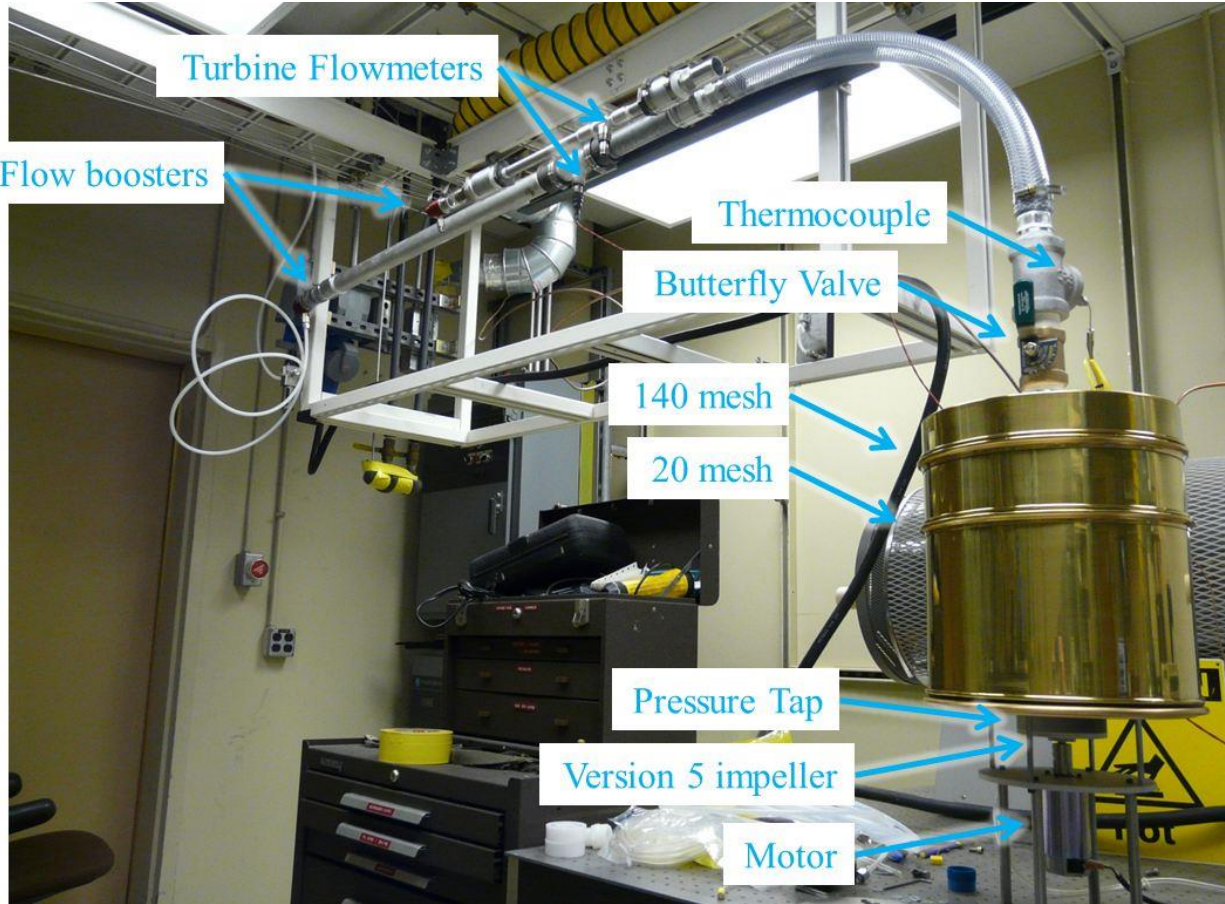 Turbine Flowmeters
Flow boosters
Thermocouple
Butterfly Valve
140 mesh
20 mesh
Pressure Tap
Version 5 impeller
Motor